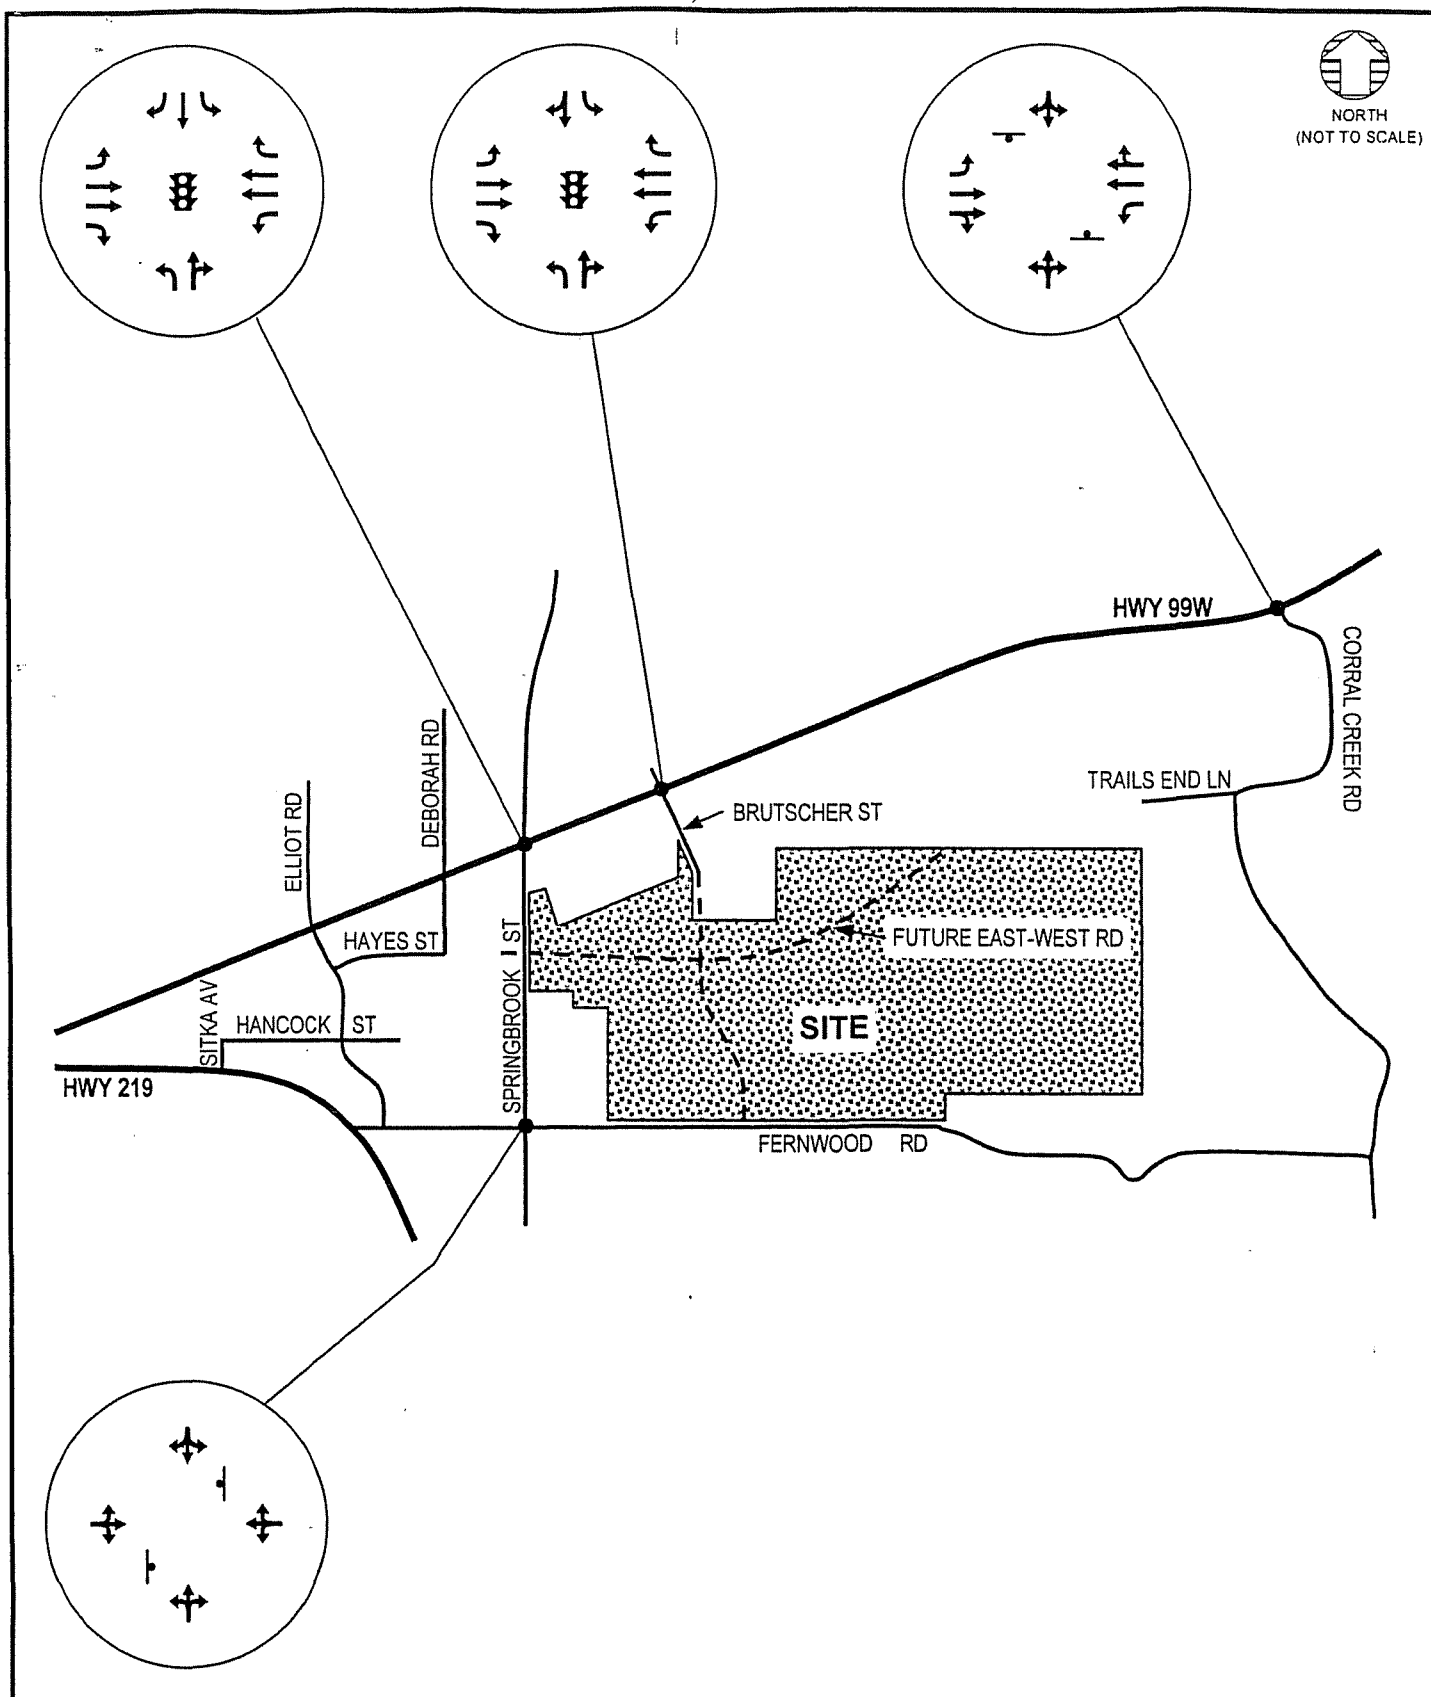 NORTH
(NOT TO SCALE)
HWY 99W
CORRAL CREEK RD
DEBORAH RD
TRAILS END LN
ELLIOT RD
BRUTSCHER ST
HAYES ST
SPRINGBROOK ST
FUTURE EAST-WEST RD
SITKA AV
HANCOCK ST
SITE
HWY 219
FERNWOOD RD